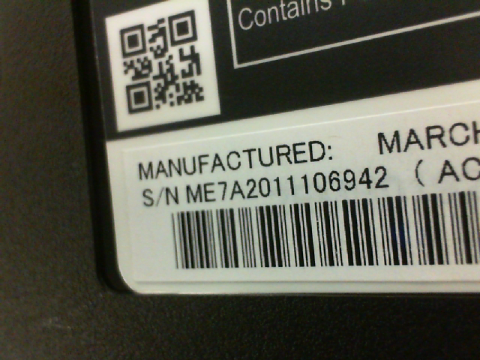 Contains
MANUFACTURED: MARCH
S/N ME7A2011106942 ( AC